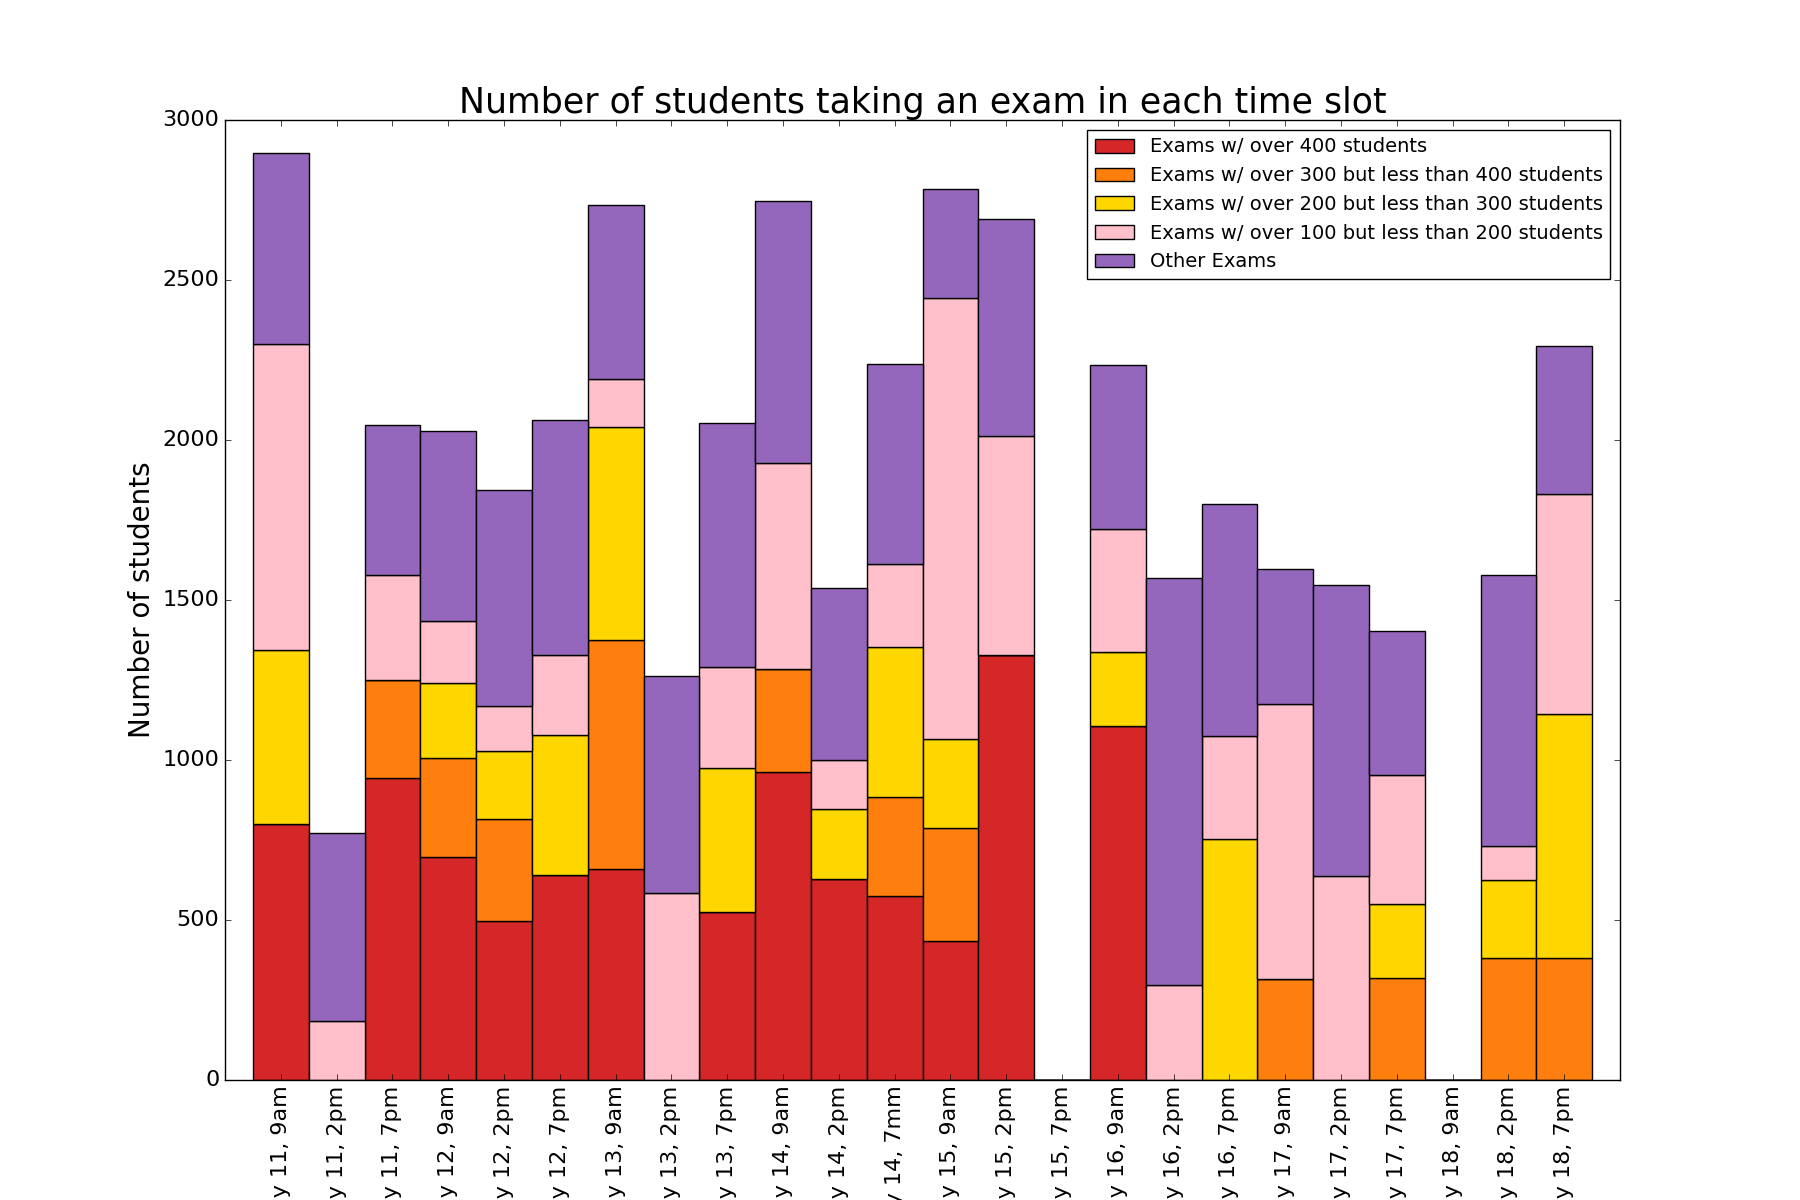 Number of students taking an exam in each time slot
3000
2500
2000
1500
1000
500
0
Number of students
Exams w/ over 400 students
Exams w/ over 300 but less than 400 students
Exams w/ over 200 but less than 300 students
Exams w/ over 100 but less than 200 students
Other Exams
y 11, 9am
y 11, 2pm
y 11, 7pm
y 12, 9am
y 12, 2pm
y 12, 7pm
y 13, 9am
y 13, 2pm
y 13, 7pm
y 14, 9am
y 14, 2pm
y 14, 7mm
y 15, 9am
y 15, 2pm
y 15, 7pm
y 16, 9am
y 16, 2pm
y 16, 7pm
y 17, 9am
y 17, 2pm
y 17, 7pm
y 18, 9am
y 18, 2pm
y 18, 7pm